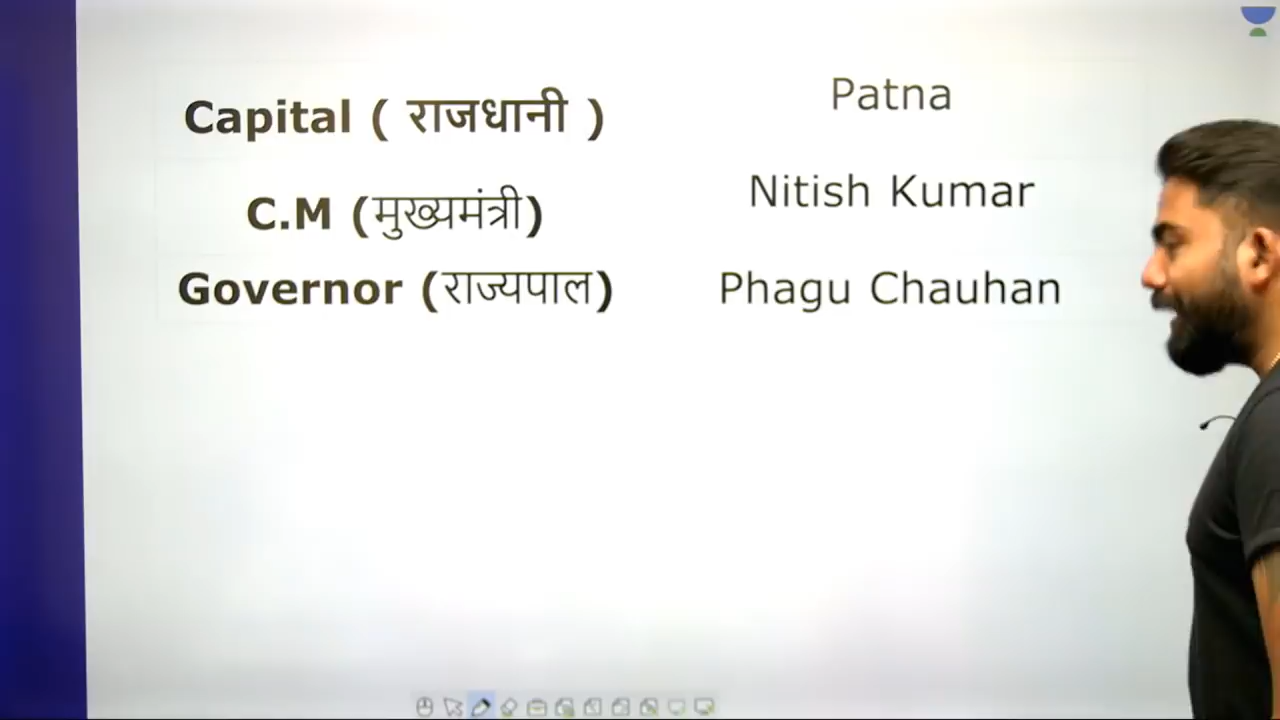 Capital ( राजधानी )
Patna
C.M (मुख्यमंत्री)
Nitish Kumar
Governor (राज्यपाल)
Phagu Chauhan